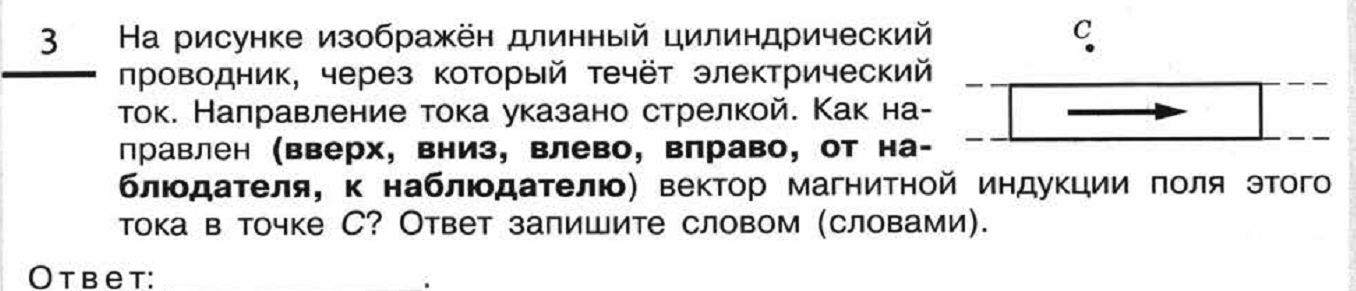 3 На рисунке изображён длинный цилиндрический
проводник, через который течёт электрический
ток. Направление тока указано стрелкой. Как на-
правлен (вверх, вниз, влево, вправо, от на-
блюдателя, к наблюдателю) вектор магнитной индукции поля этого
тока в точке C? Ответ запишите словом (словами).
Ответ: ________________.
C